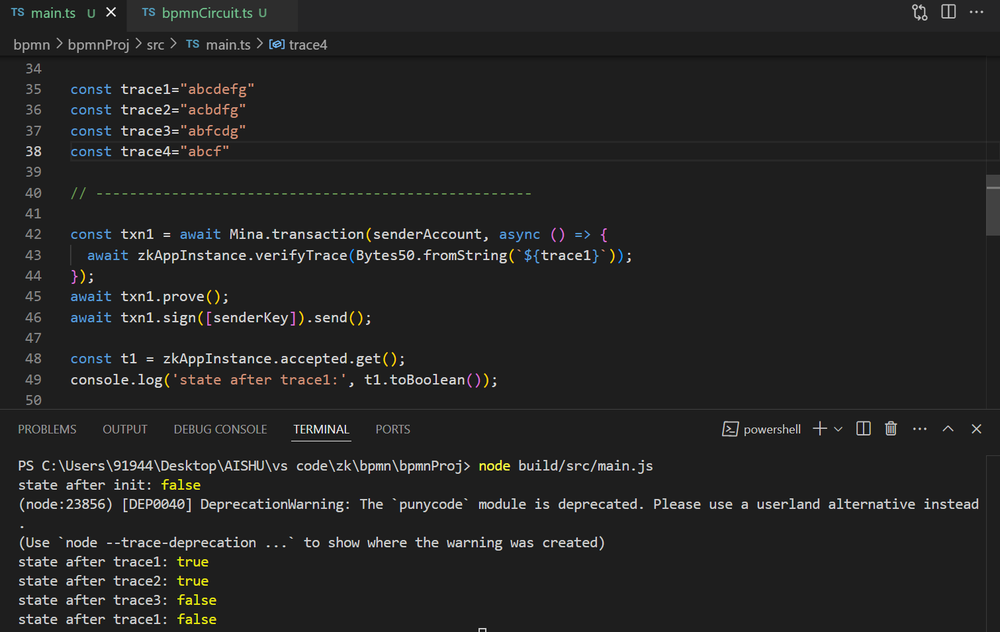 TS main.ts U
TS bpmnCircuit.ts U
bpmn > bpmnProj > src > TS main.ts > trace4
34
35 const trace1="abcdefg"
36 const trace2="acbdfg"
37 const trace3="abfcdg"
38 const trace4="abcf"
39
40 // ----------------------------------------------------
41
42 const txn1 = await Mina.transaction(senderAccount, async () => {
43 await zkAppInstance.verifyTrace(Bytes50.fromString(`${trace1}`));
44 });
45 await txn1.prove();
46 await txn1.sign([senderKey]).send();
47
48 const t1 = zkAppInstance.accepted.get();
49 console.log('state after trace1:', t1.toBoolean());
50
PROBLEMS OUTPUT DEBUG CONSOLE TERMINAL PORTS
powershell
PS C:\Users\91944\Desktop\AISHU\vs code\zk\bpmn\bpmnProj> node build/src/main.js
state after init: false
(node:23856) [DEP0040] DeprecationWarning: The `punycode` module is deprecated. Please use a userland alternative instead
.
(Use `node --trace-deprecation ...` to show where the warning was created)
state after trace1: true
state after trace2: true
state after trace3: false
state after trace1: false